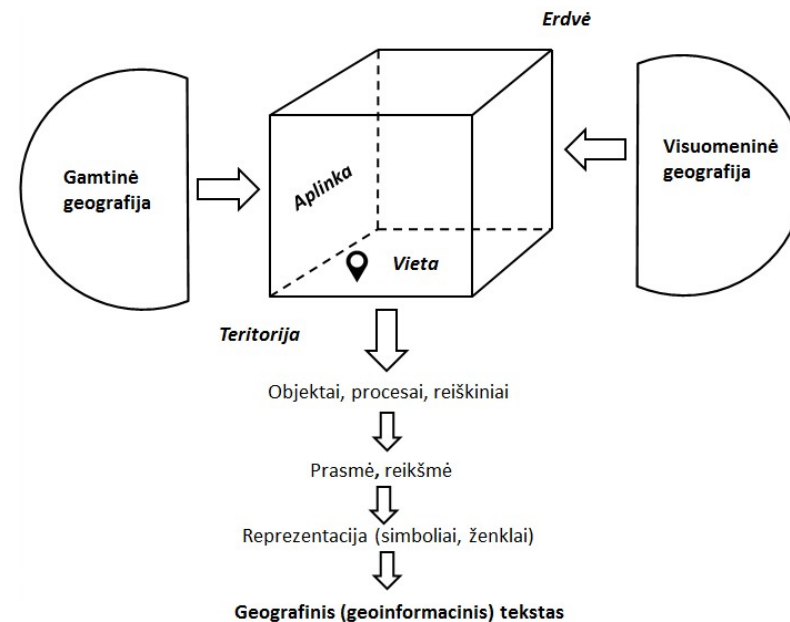 Erdvė
Gamtinė
geografija
Visuomeninė
geografija
Aplinka
Vieta
Teritorija
Objektai, procesai, reiškiniai
Prasmė, reikšmė
Reprezentacija (simboliai, ženklai)
Geografinis (geoinformacinis) tekstas